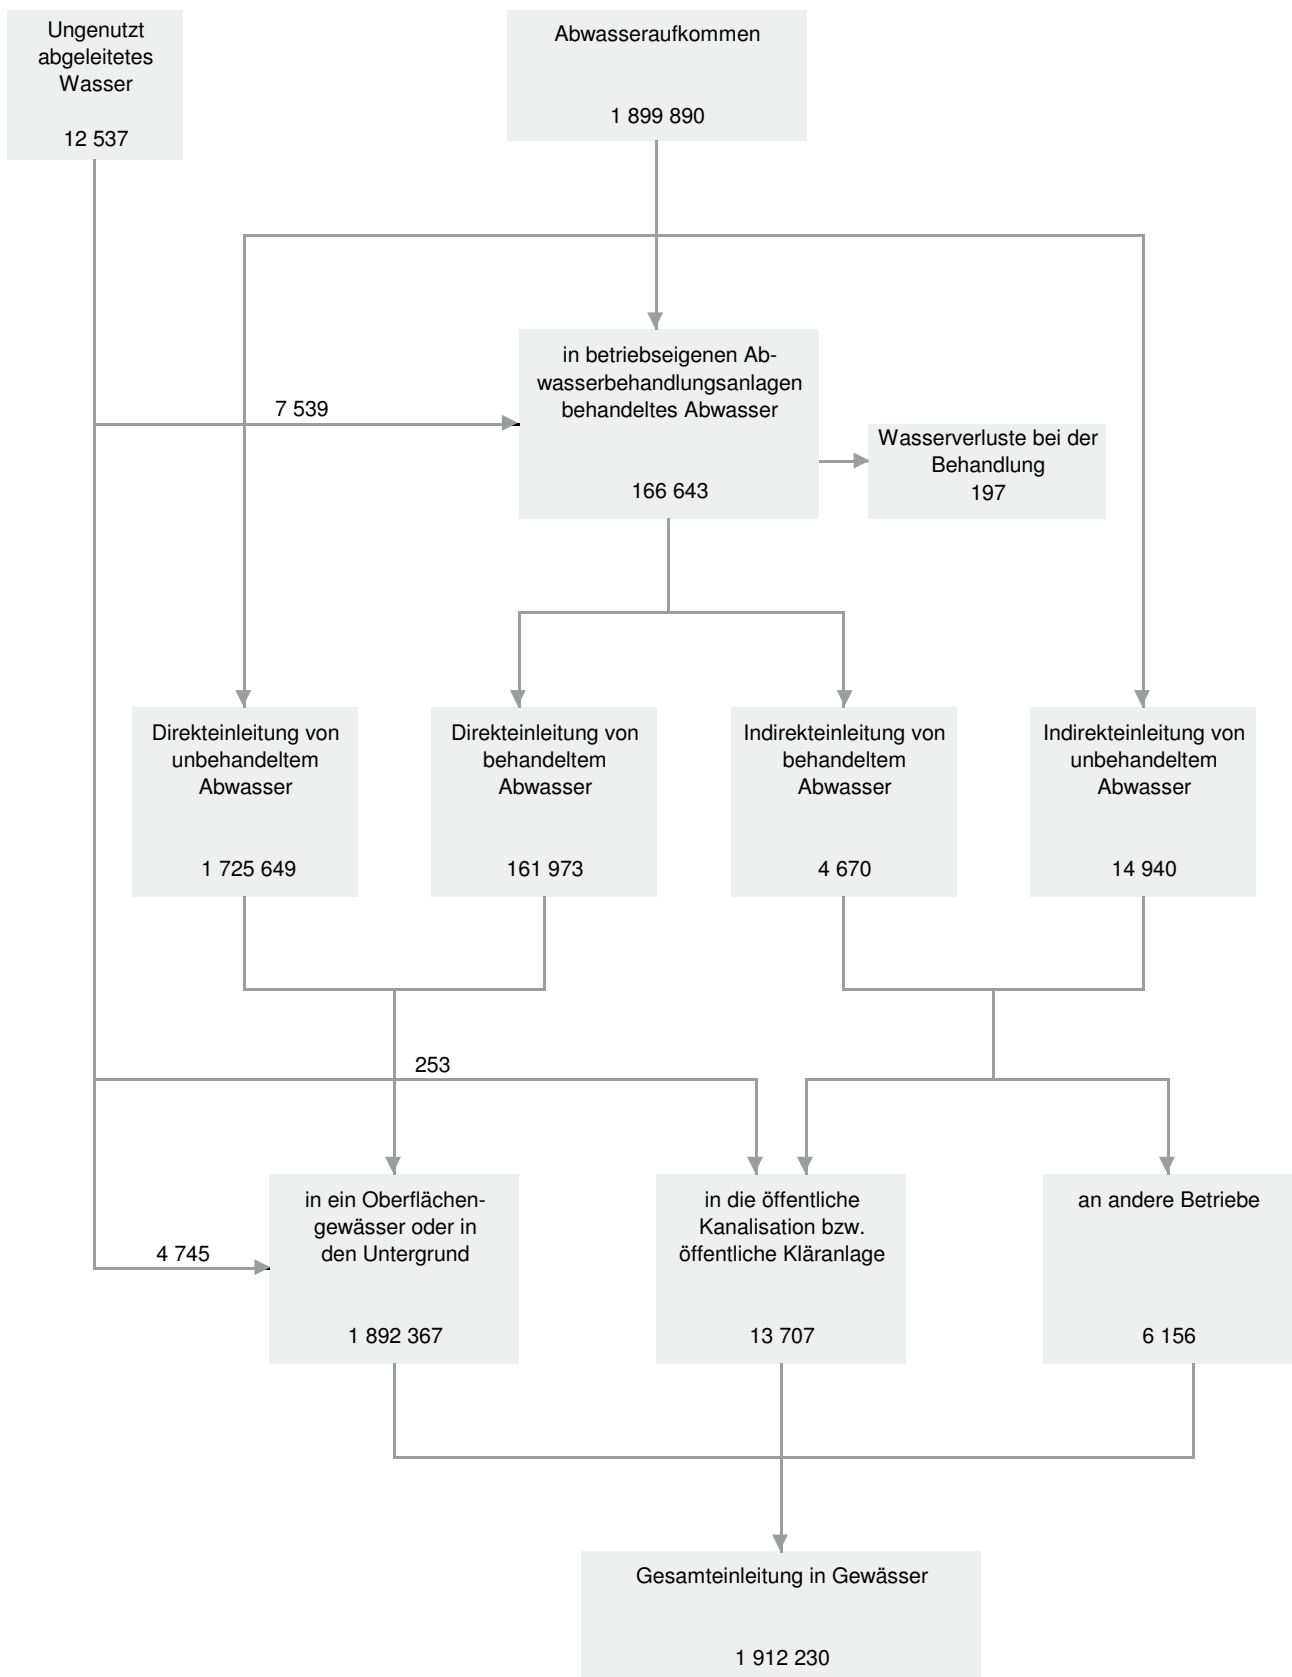 Ungenutzt
abgeleitetes
Wasser
12 537
Abwasseraufkommen
1 899 890
in betriebseigenen Ab-
wasserbehandlungsanlagen
behandeltes Abwasser
166 643
7 539
Wasserverluste bei der
Behandlung
197
Direkteinleitung von
unbehandeltem
Abwasser
1 725 649
Direkteinleitung von
behandeltem
Abwasser
161 973
Indirekteinleitung von
behandeltem
Abwasser
4 670
Indirekteinleitung von
unbehandeltem
Abwasser
14 940
253
4 745
in ein Oberflächen-
gewässer oder in
den Untergrund
1 892 367
in die öffentliche
Kanalisation bzw.
öffentliche Kläranlage
13 707
an andere Betriebe
6 156
Gesamteinleitung in Gewässer
1 912 230